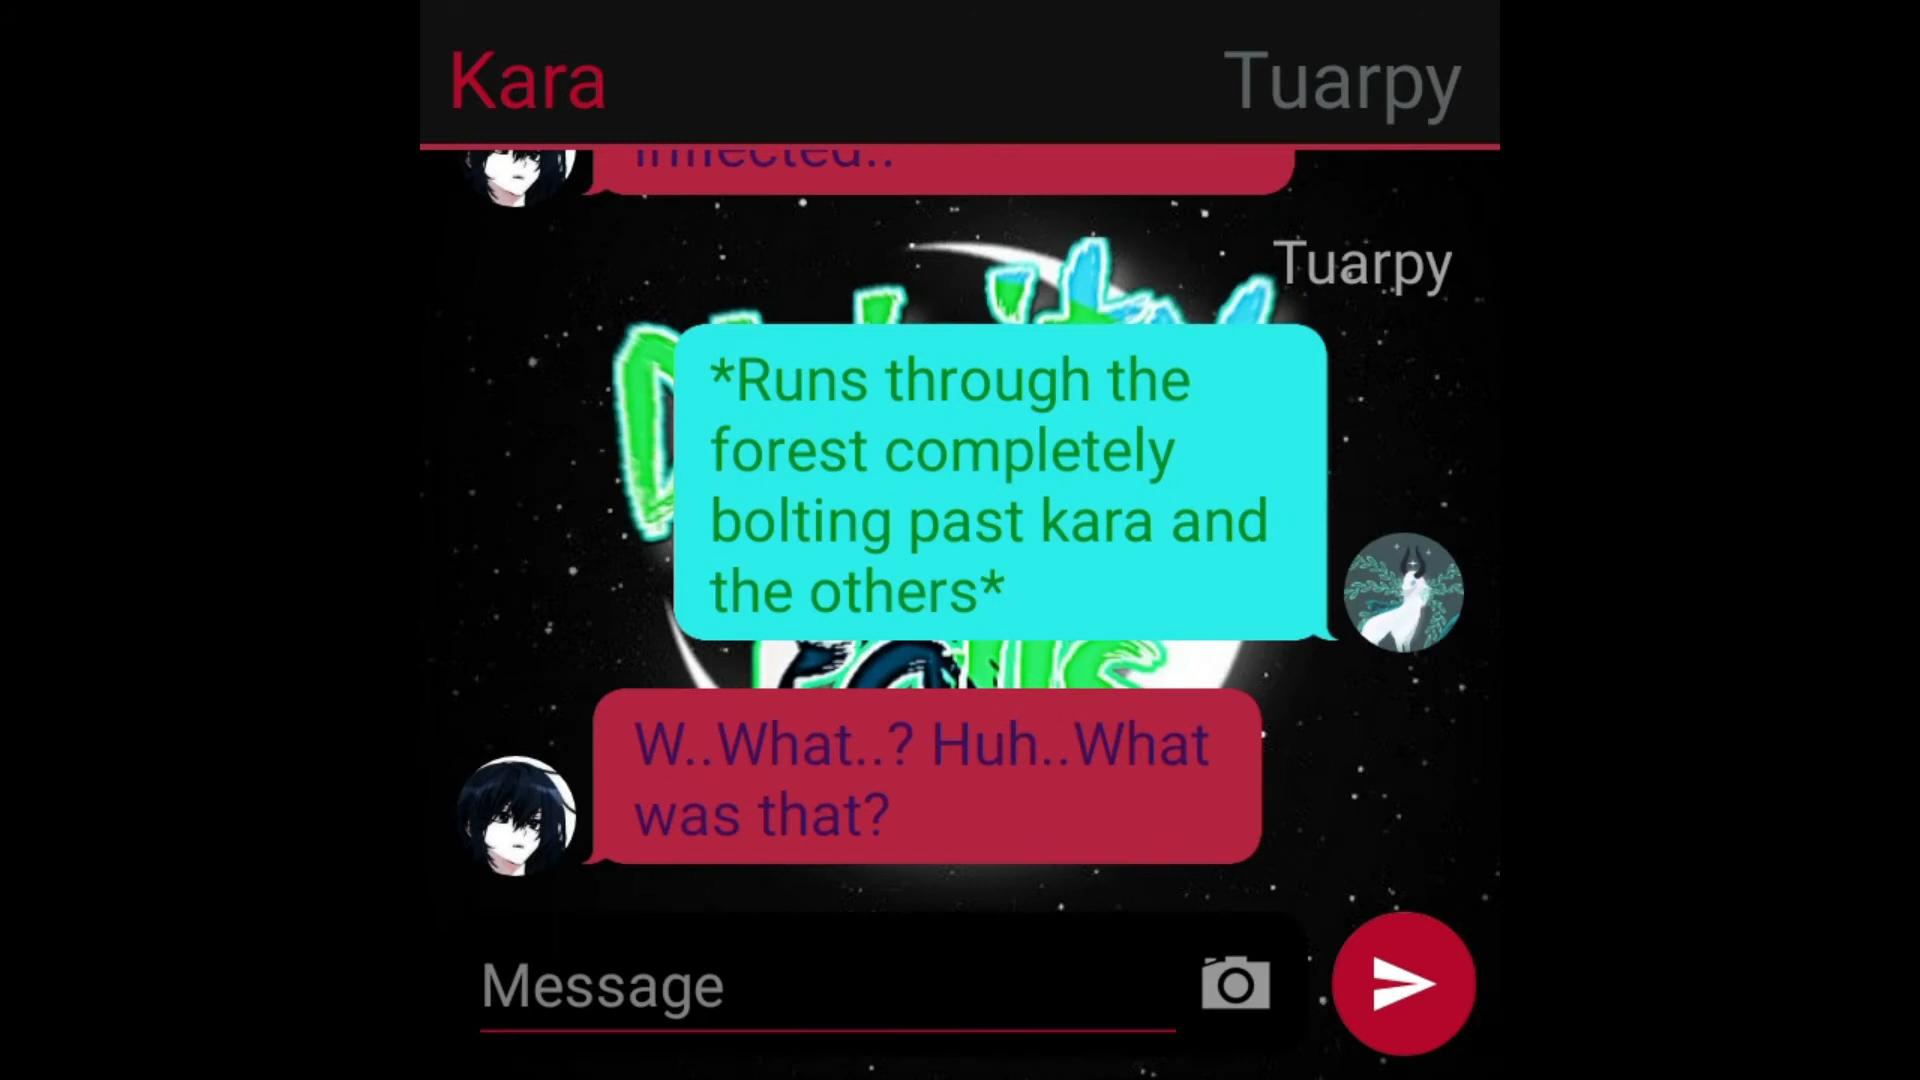 Kara
Tuarpy
Tuarpy
*Runs through the
forest completely
bolting past kara and
the others*
W..What..? Huh..What
was that?
Message